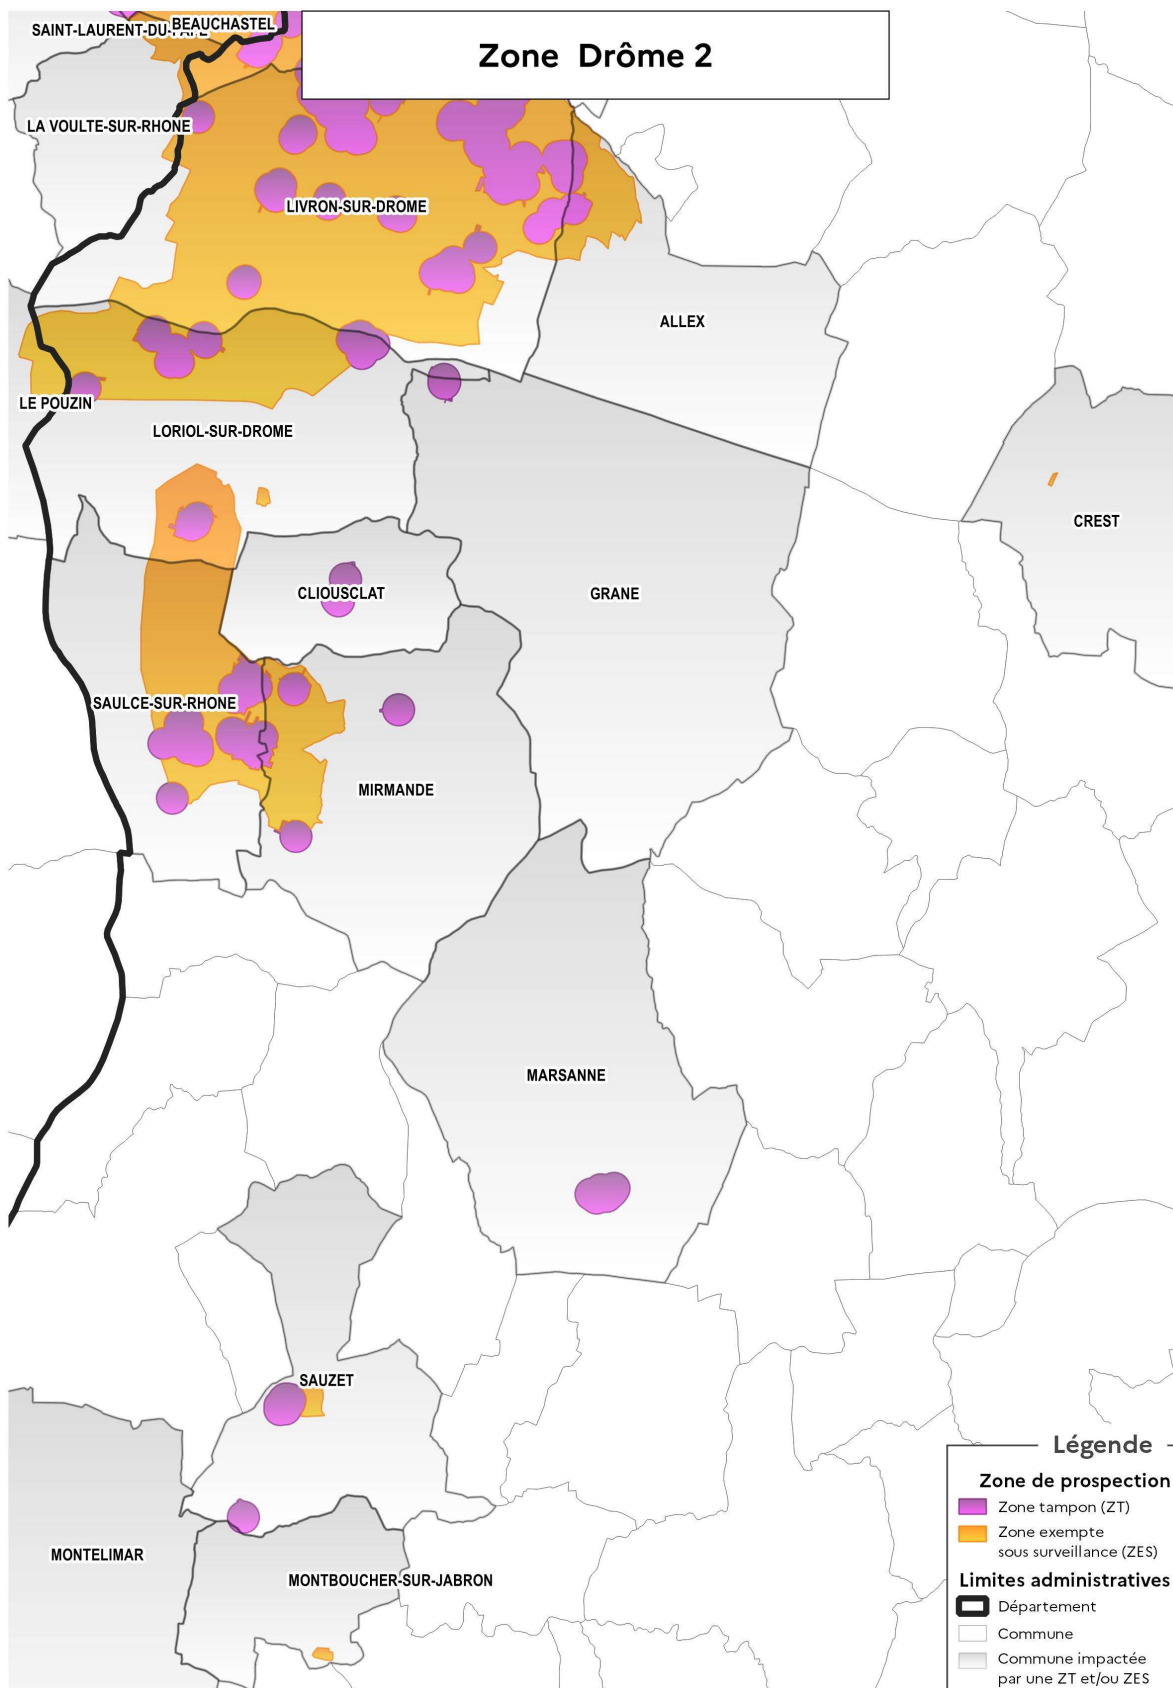 SAINT-LAURENT-DU-PAPE
BEAUCHASTEL
Zone Drôme 2
LA VOULTE-SUR-RHONE
LIVRON-SUR-DROME
ALLEX
LE POUZIN
LORIOL-SUR-DROME
CREST
CLIOUSCLAT
GRANE
SAULCE-SUR-RHONE
MIRMANDE
MARSANNE
SAUZET
MONTELIMAR
MONTBOUCHER-SUR-JABRON
Légende
Zone de prospection
Zone tampon (ZT)
Zone exempte
sous surveillance (ZES)
Limites administratives
Département
Commune
Commune impactée
par une ZT et/ou ZES